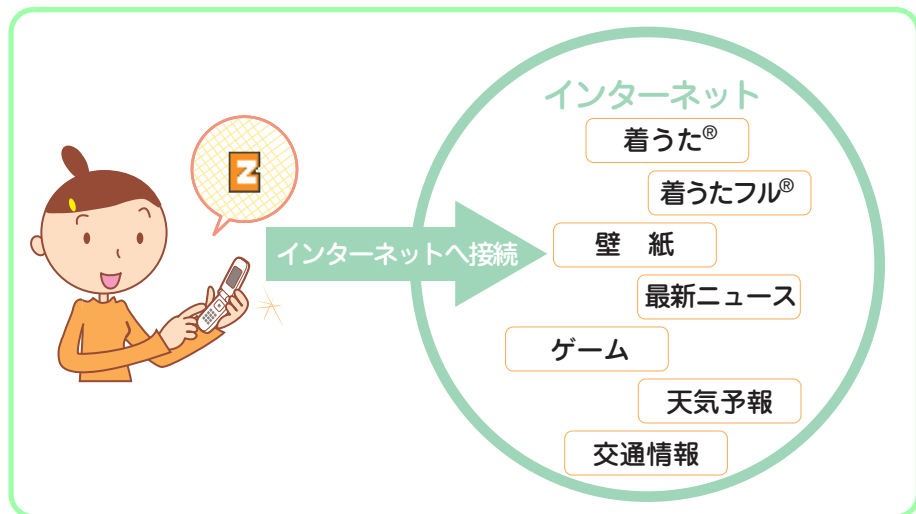 インターネット
着うた®
着うたフル®
Z
インターネットへ接続
壁 紙
最新ニュース
ゲーム
天気予報
交通情報